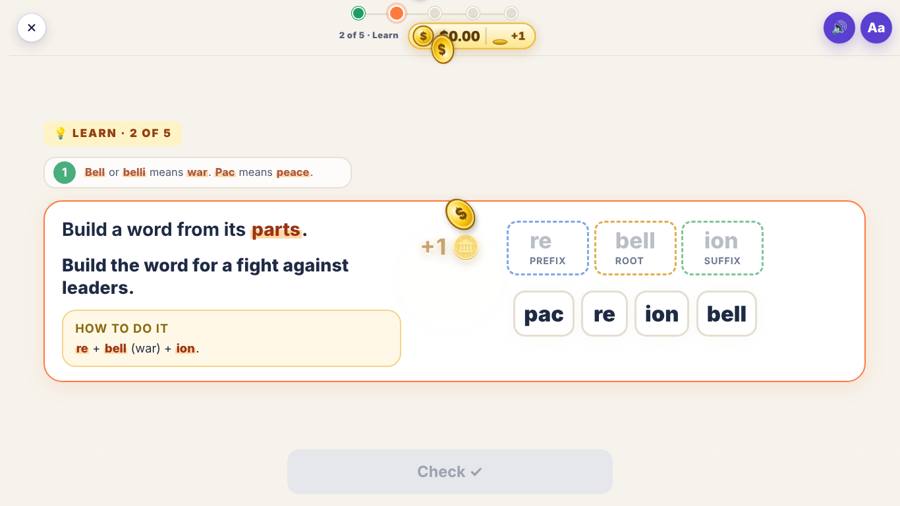 ✕
2 of 5 · Learn
$0.00
+1
Aa
LEARN · 2 OF 5
1 Bell or belli means war. Pac means peace.
Build a word from its parts.
Build the word for a fight against
leaders.
HOW TO DO IT
re + bell (war) + ion.
+1
re bell ion
PREFIX ROOT SUFFIX
pac re ion bell
Check ✓